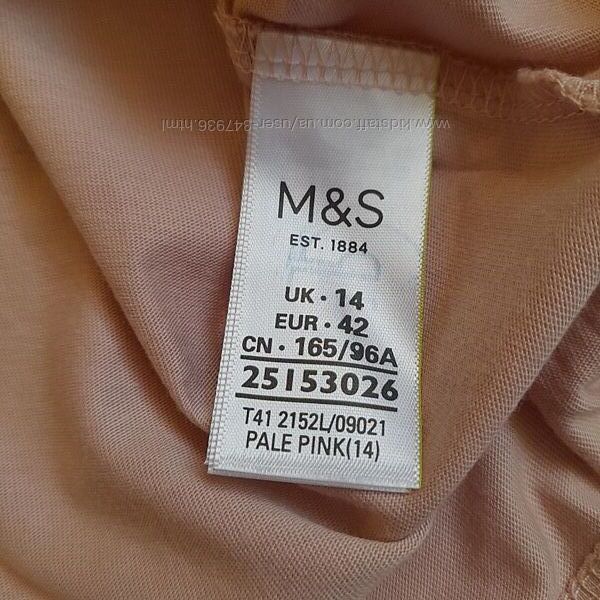 www.kidstaff.com.ua/user-347936.html
M&S
EST. 1884
UK • 14
EUR • 42
CN • 165/96A
25153026
T41 2152L/09021
PALE PINK(14)